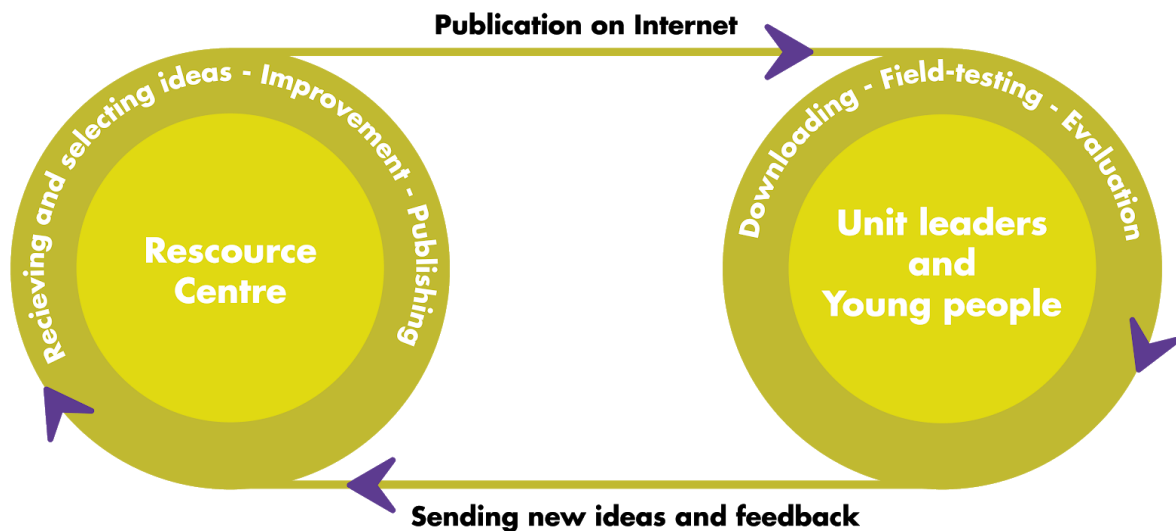 Publication on Internet
Recieving and selecting ideas - Improvement - Publishing
Rescource
Centre
Downloading - Field-testing - Evaluation
Unit leaders
and
Young people
Sending new ideas and feedback